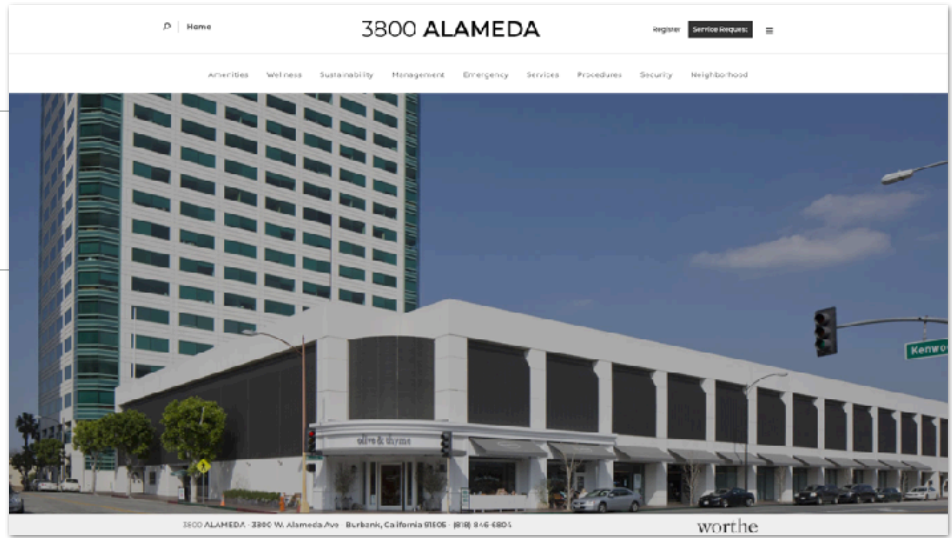 Home
3800 ALAMEDA
Register
Service Request
Amenities Wellness Sustainability Management Emergency Services Procedures Security Neighborhood
Kenwo
olive & thyme
3800 ALAMEDA · 3800 W. Alameda Ave · Burbank, California 91505 · (818) 846-6804
worthe